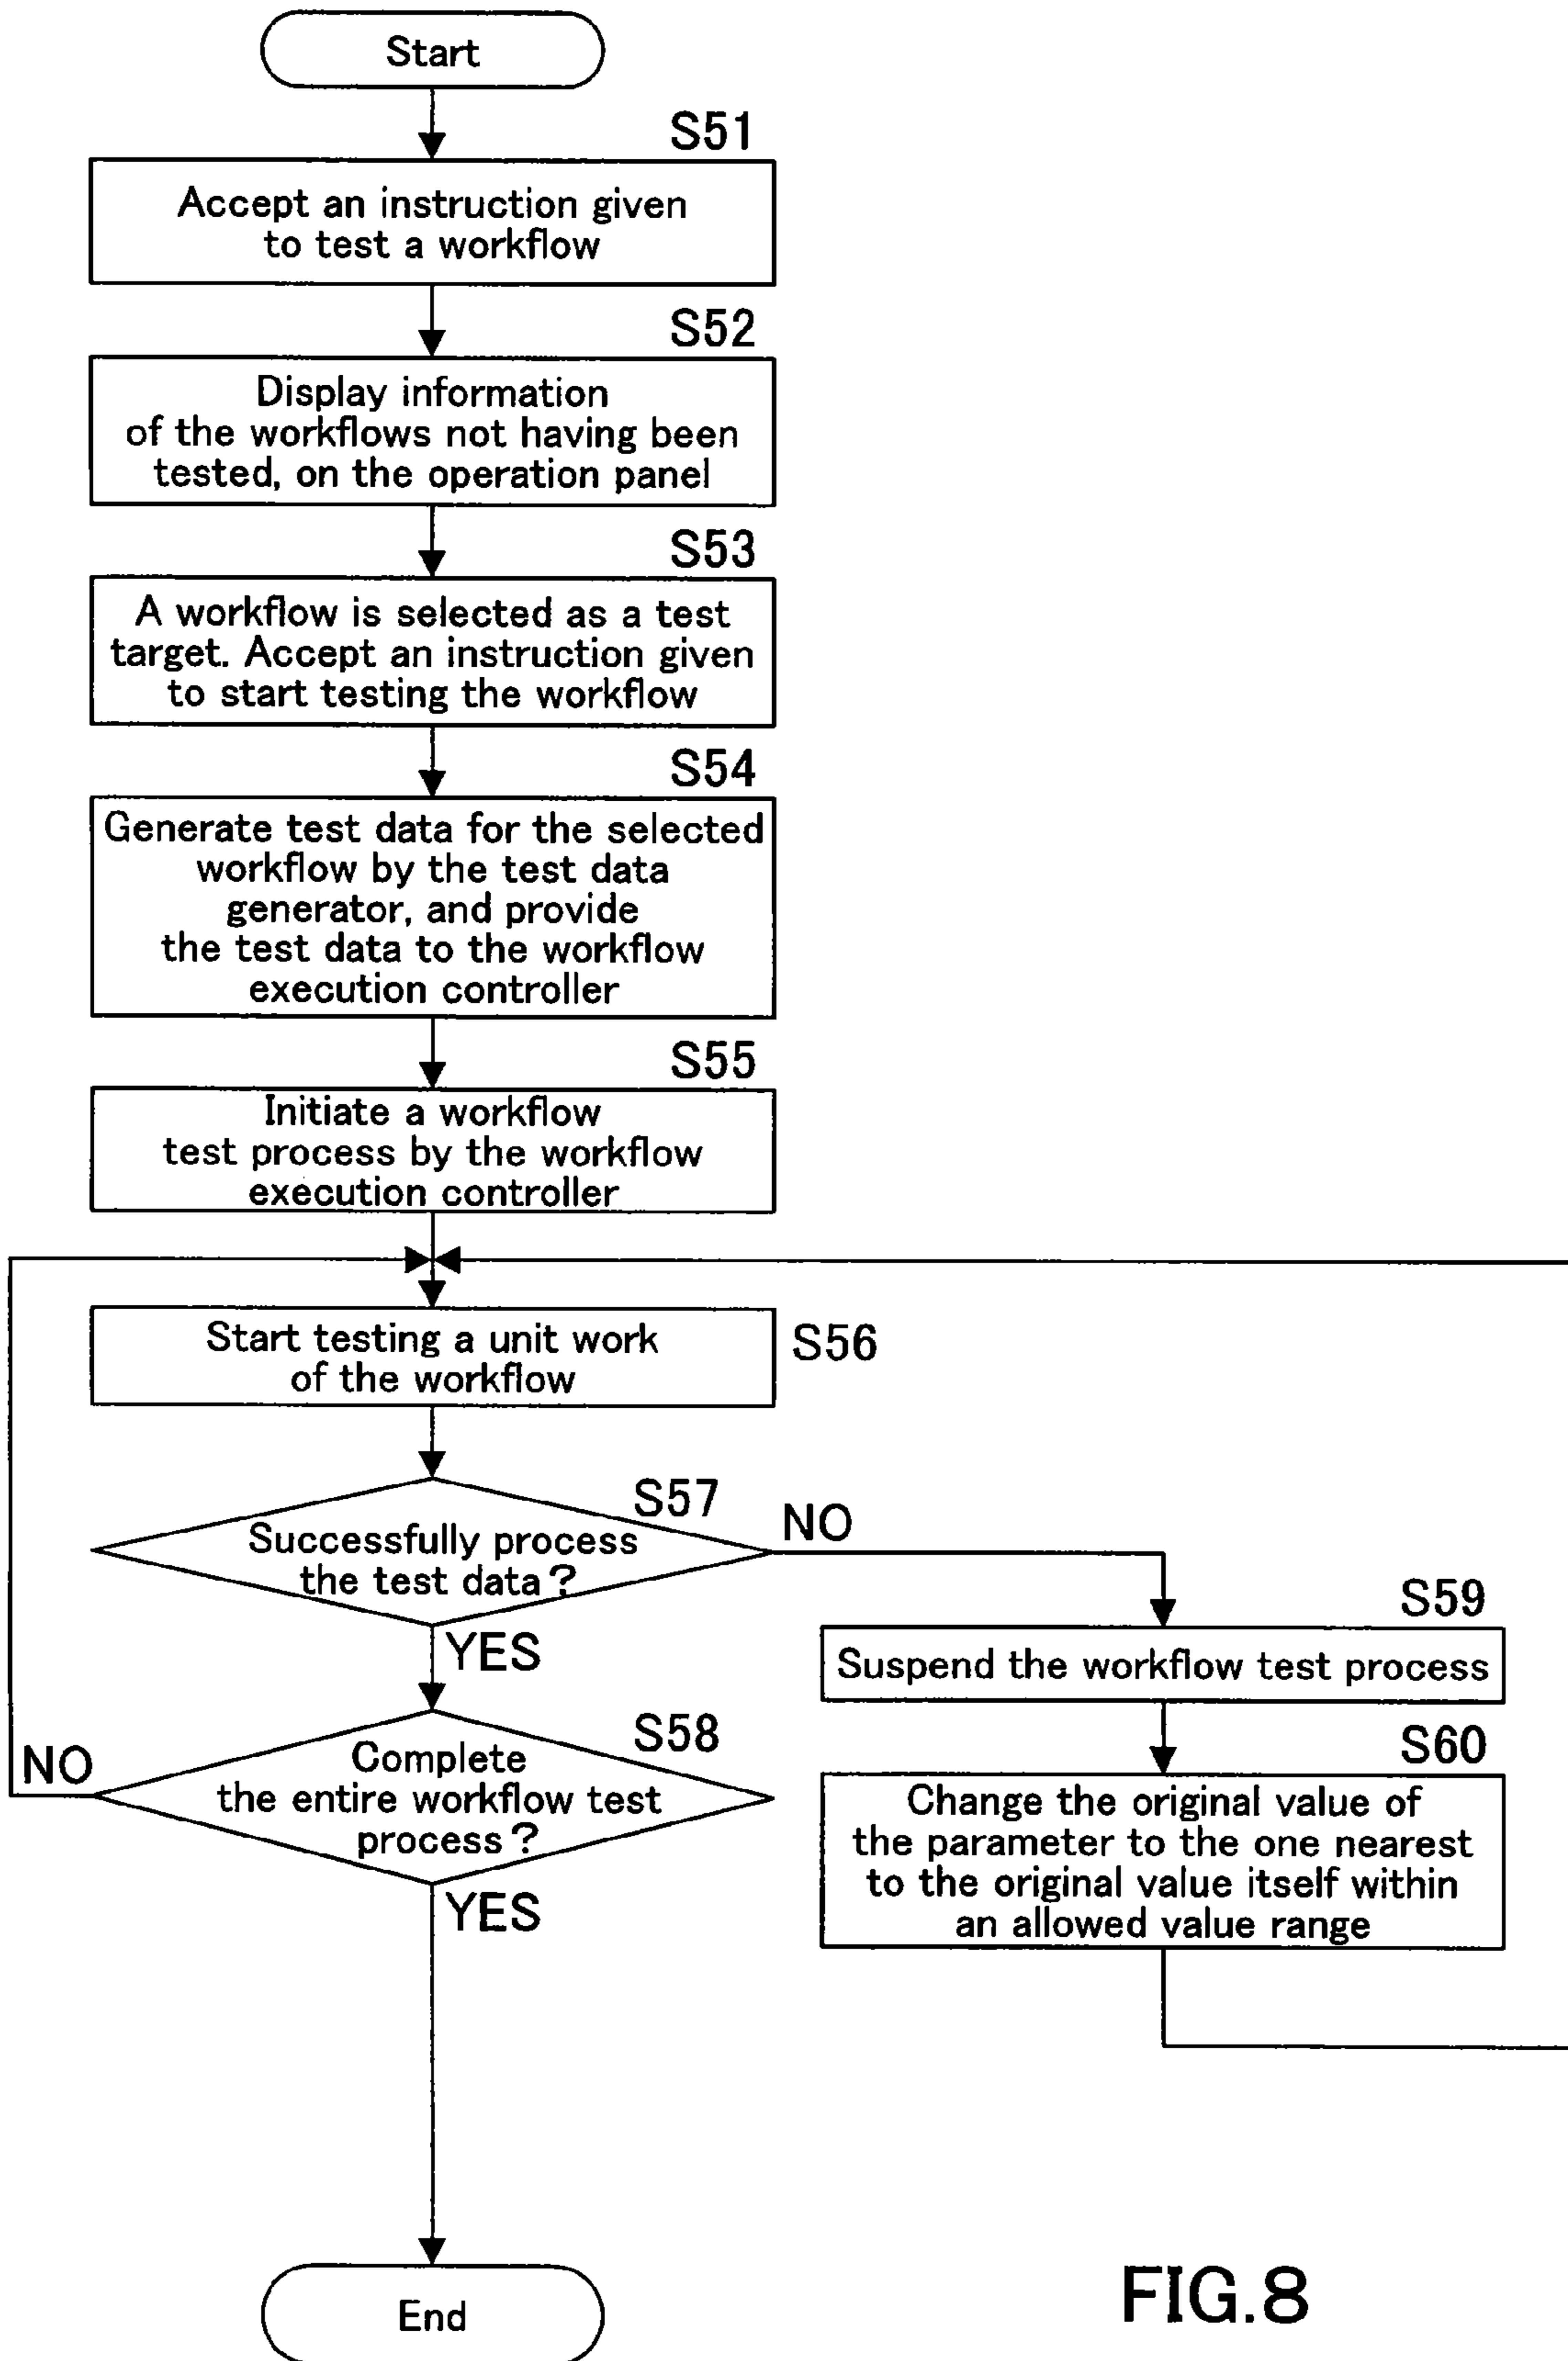 Start
S51
Accept an instruction given
to test a workflow
S52
Display information
of the workflows not having been
tested, on the operation panel
S53
A workflow is selected as a test
target. Accept an instruction given
to start testing the workflow
S54
Generate test data for the selected
workflow by the test data
generator, and provide
the test data to the workflow
execution controller
S55
Initiate a workflow
test process by the workflow
execution controller
Start testing a unit work
of the workflow
S56
S57
Successfully process
the test data?
NO
YES
S58
Complete
the entire workflow test
process?
NO
YES
S59
Suspend the workflow test process
S60
Change the original value of
the parameter to the one nearest
to the original value itself within
an allowed value range
End
FIG.8